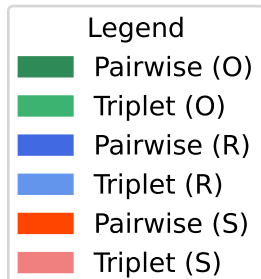 Legend
Pairwise (O)
Triplet (O)
Pairwise (R)
Triplet (R)
Pairwise (S)
Triplet (S)